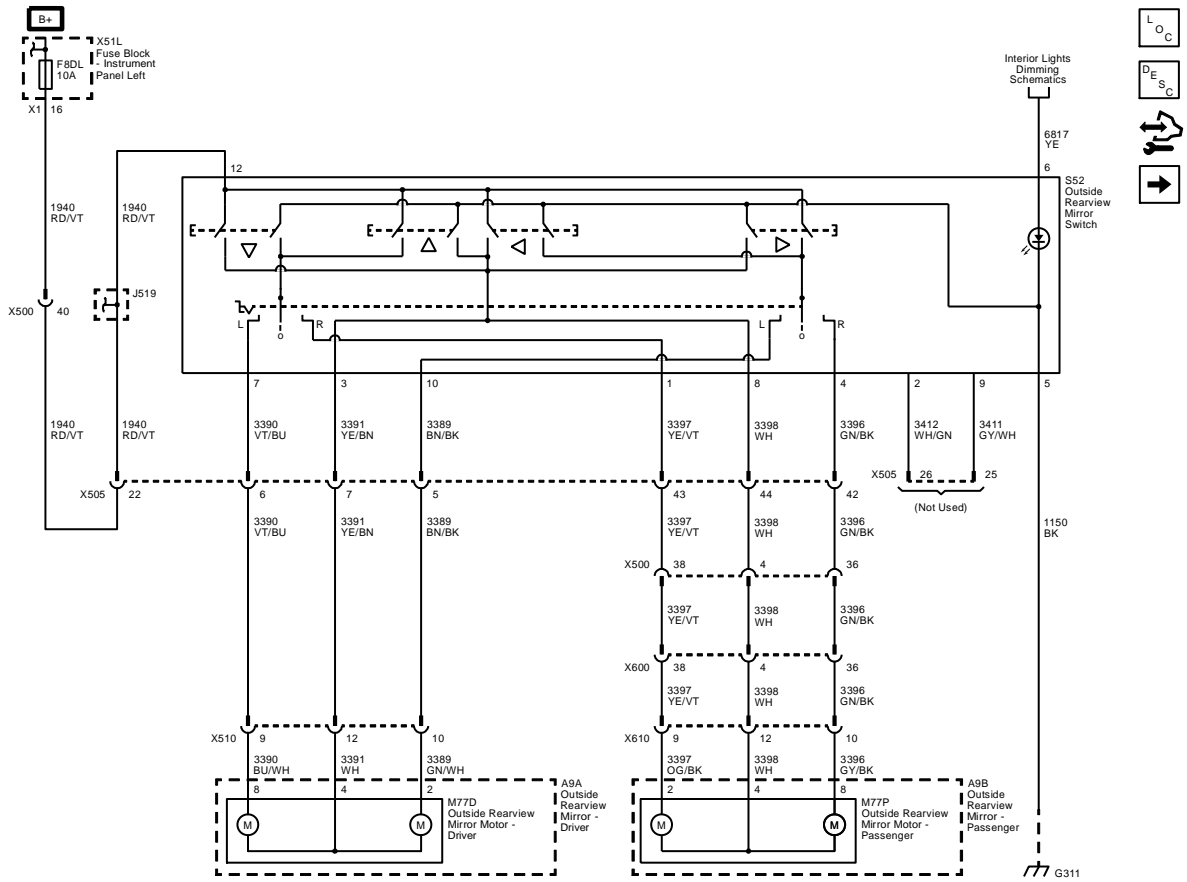 B+
X51L
Fuse Block
- Instrument
Panel Left
F8DL
10A
X1 16
L
O
C
D
E
S
C
Interior Lights
Dimming
Schematics
6817
YE
12
6
S52
Outside
Rearview
Mirror
Switch
1940
RD/VT
1940
RD/VT
X500 40
J519
L
R
L
R
o
o
7
3
10
1
8
4
2
9
5
1940
RD/VT
1940
RD/VT
3390
VT/BU
3391
YE/BN
3389
BN/BK
3397
YE/VT
3398
WH
3396
GN/BK
3412
WH/GN
3411
GY/WH
X505 22
6
7
5
43
44
42
X505 26 25
(Not Used)
3390
VT/BU
3391
YE/BN
3389
BN/BK
3397
YE/VT
3398
WH
3396
GN/BK
1150
BK
X500 38 4 36
3397
YE/VT
3398
WH
3396
GN/BK
X600 38 4 36
3397
YE/VT
3398
WH
3396
GN/BK
X510 9 12 10
X610 9 12 10
3390
BU/WH
3391
WH
3389
GN/WH
3397
OG/BK
3398
WH
3396
GY/BK
8
4
2
2
4
8
A9A
Outside
Rearview
Mirror -
Driver
M77D
Outside Rearview
Mirror Motor -
Driver
M
M
A9B
Outside
Rearview
Mirror -
Passenger
M77P
Outside Rearview
Mirror Motor -
Passenger
M
M
G311